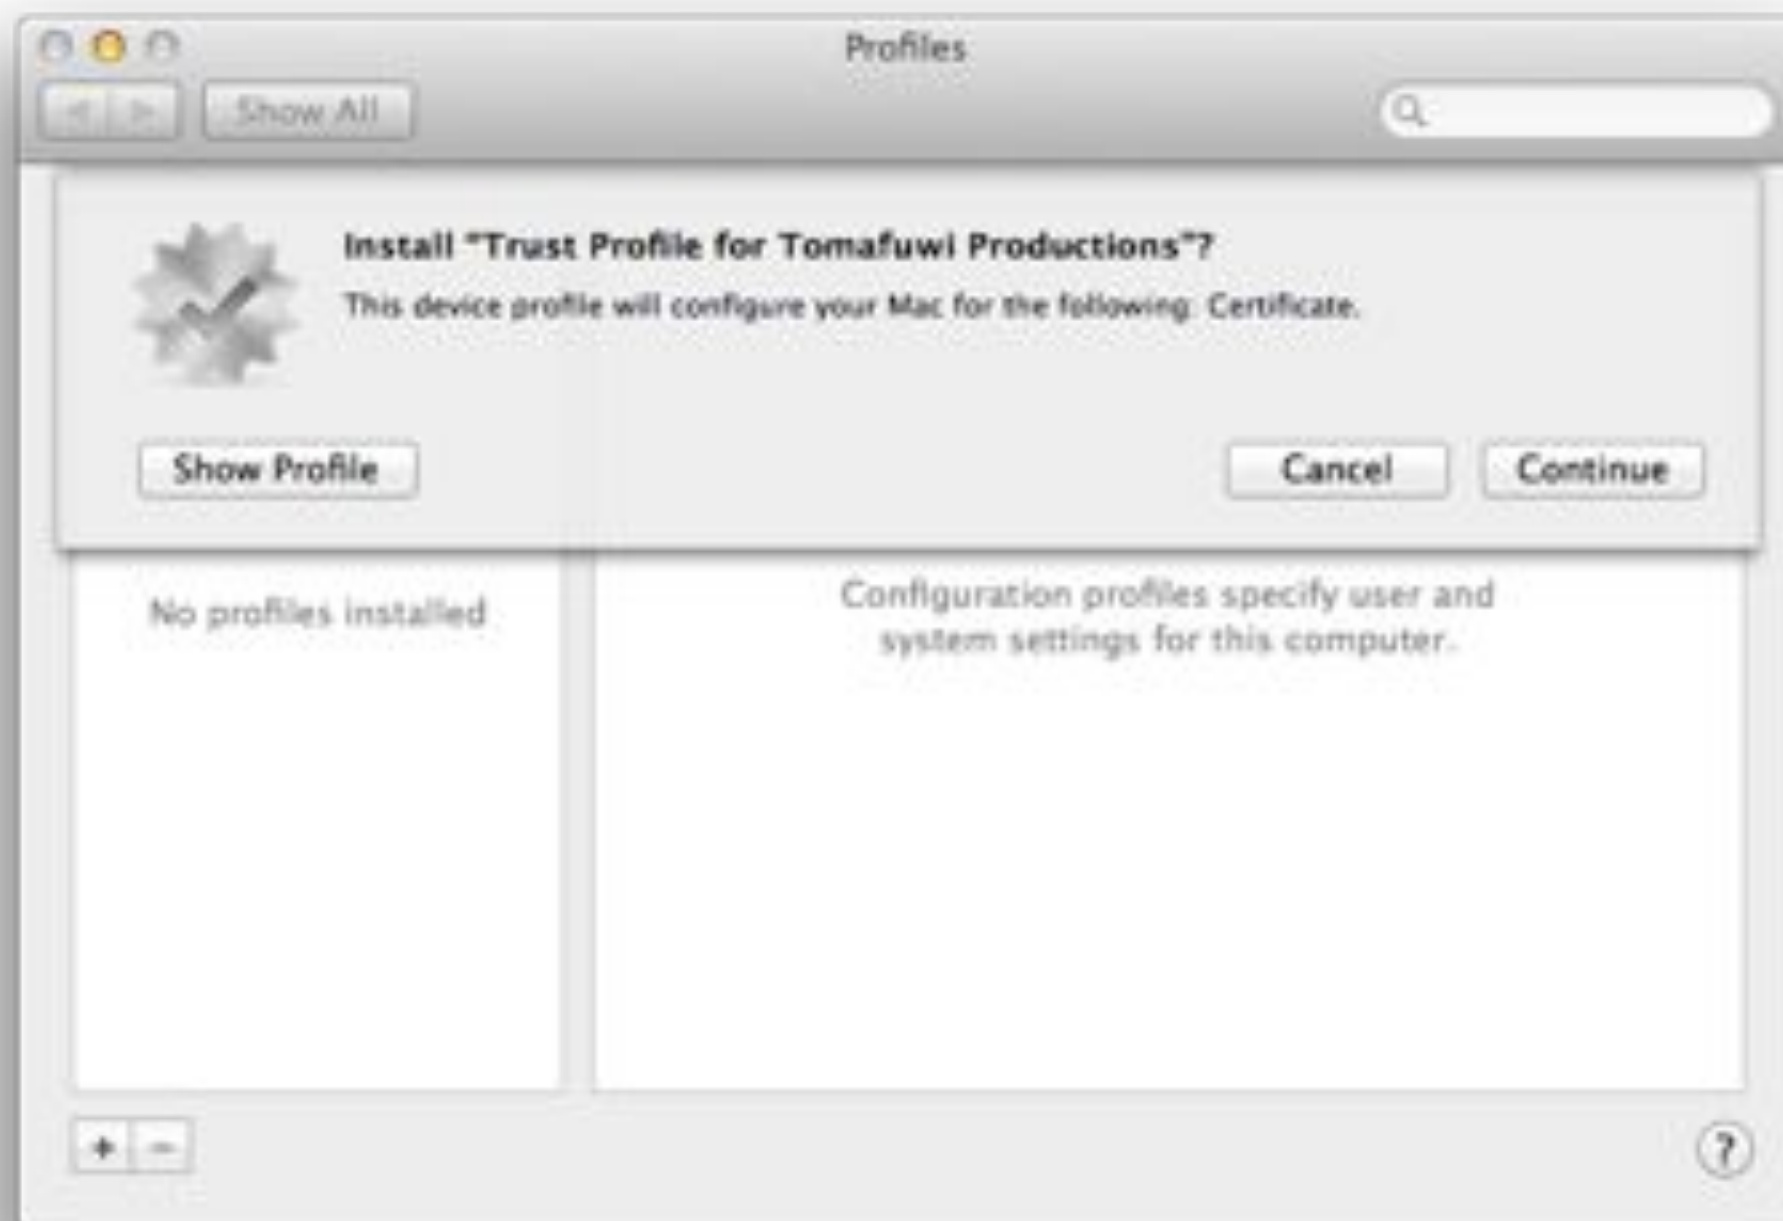 Profiles
Show All
Install "Trust Profile for Tomafuwi Productions"?
This device profile will configure your Mac for the following: Certificate.
Show Profile
Cancel
Continue
No profiles installed
Configuration profiles specify user and
system settings for this computer.
+ −
?